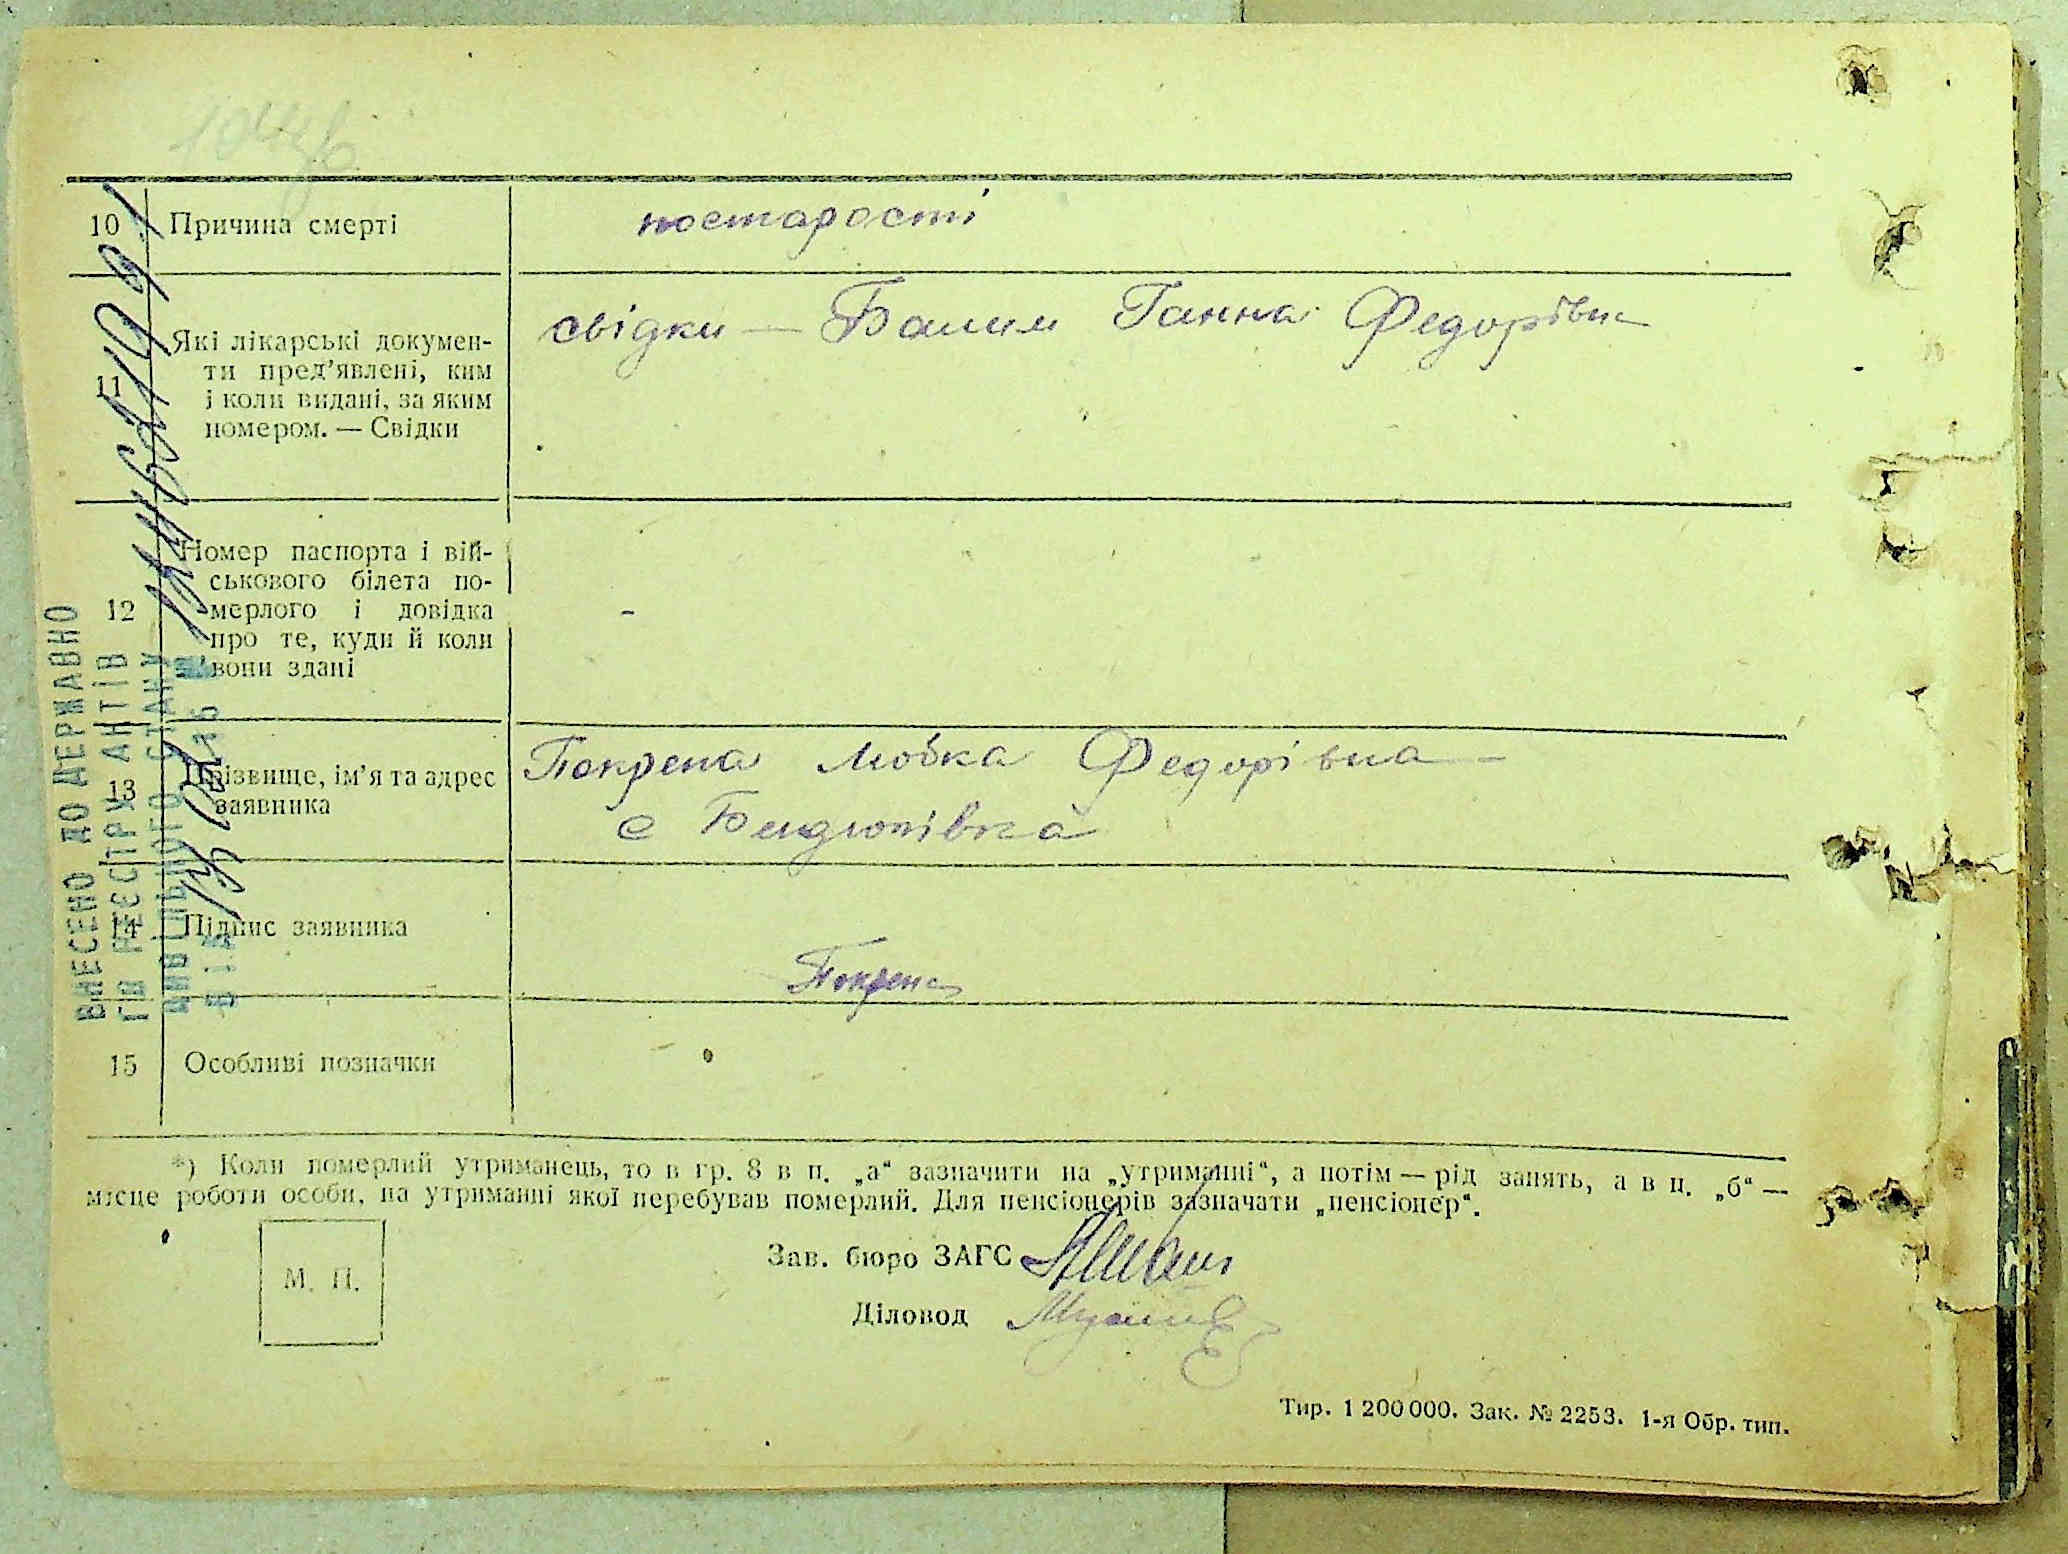 10 Причина смерті
постарості
11 Які лікарські докумен-
ти пред’явлені, ким
і коли видані, за яким
номером. — Свідки
свідки — Ганна Федорівна
12 Номер паспорта і вій-
ськового білета по-
мерлого і довідка
про те, куди й коли
вони здані
-
13 Прізвище, ім’я та адрес
заявника
Покрена Любка Федорівна —
с Бендюгівка
14 Підпис заявника
Покрена
15 Особливі позначки
ВНЕСЕНО ДО ДЕРЖАВНО
ГО РЕЄСТРУ АКТІВ
ЦИВІЛЬНОГО СТАНУ
*) Коли померлий утриманець, то в гр. 8 в п. „а“ зазначити на „утриманні“, а потім — рід занять, а в п. „б“ —
місце роботи особи, на утриманні якої перебував померлий. Для пенсіонерів зазначати „пенсіонер“.
М. П.
Зав. бюро ЗАГС
Діловод
Тир. 1 200 000. Зак. № 2253. 1-я Обр. тип.